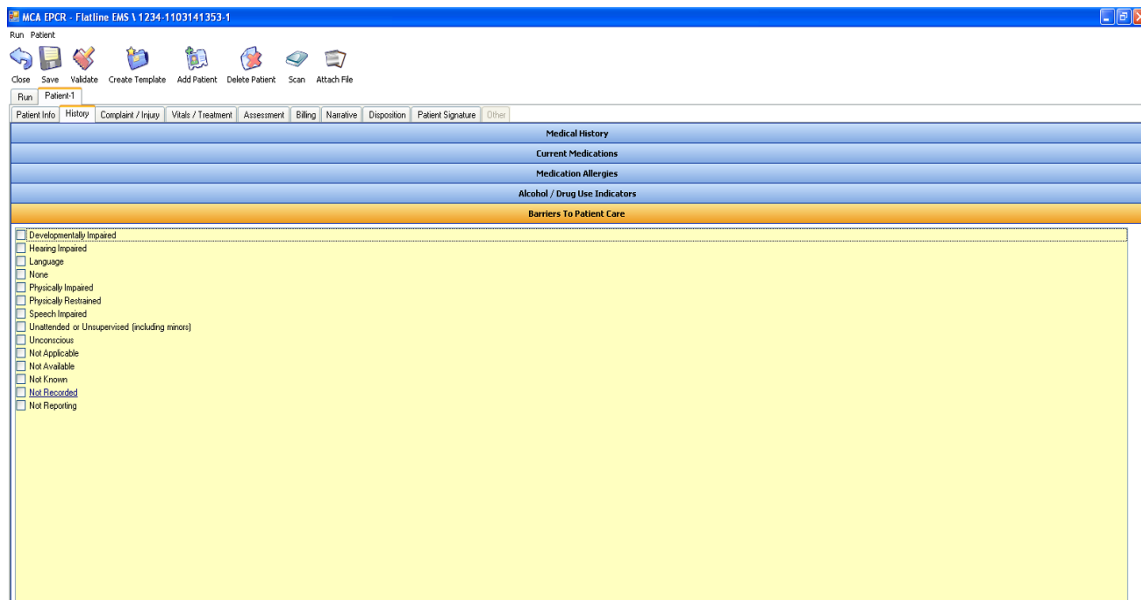 MCA EPCR - Flatline EMS \ 1234-1103141353-1
Run Patient
Close Save Validate Create Template Add Patient Delete Patient Scan Attach File
Run Patient-1
Patient Info History Complaint / Injury Vitals / Treatment Assessment Billing Narrative Disposition Patient Signature Other
Medical History
Current Medications
Medication Allergies
Alcohol / Drug Use Indicators
Barriers To Patient Care
Developmentally Impaired
Hearing Impaired
Language
None
Physically Impaired
Physically Restrained
Speech Impaired
Unattended or Unsupervised (including minors)
Unconscious
Not Applicable
Not Available
Not Known
Not Recorded
Not Reporting